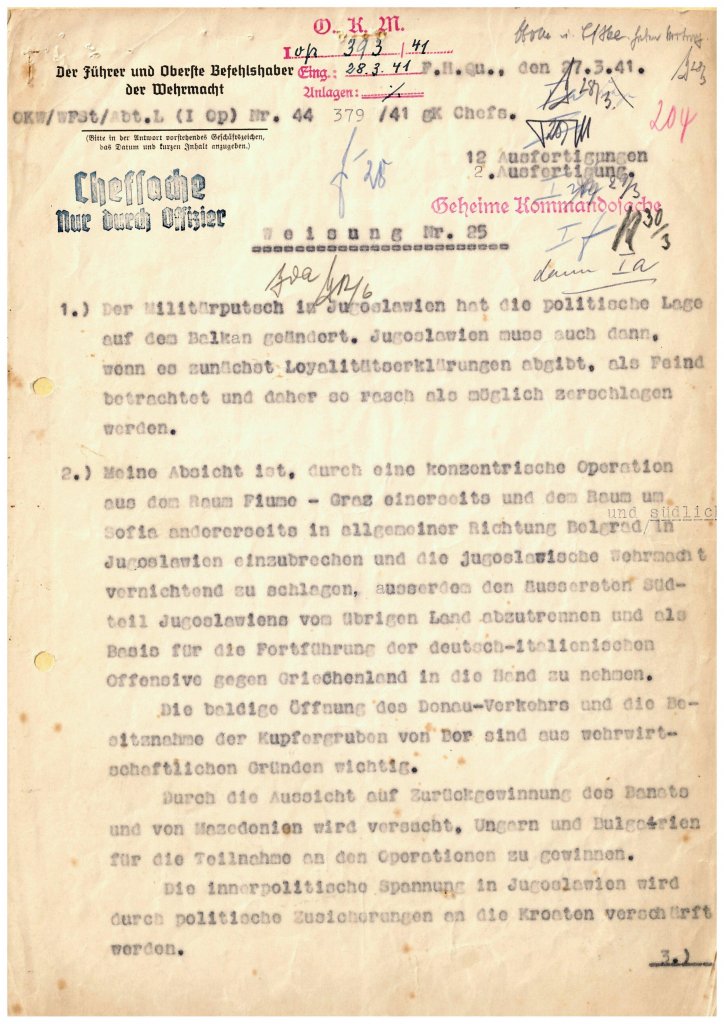 O. K. M.
I op 393 / 41
Eing.: 28.3.41
Anlagen: ./.
Der Führer und Oberste Befehlshaber
der Wehrmacht
F.H.Qu., den 27.3.41.
OKW/WFSt/Abt.L (I Op) Nr. 44 379 /41 gK Chefs.
(Bitte in der Antwort vorstehendes Geschäftszeichen,
das Datum und kurzen Inhalt anzugeben.)
204
12 Ausfertigungen
2.Ausfertigung.
Chefsache
Nur durch Offizier
Geheime Kommandosache
Weisung Nr. 25
30/3
dann Ia
1.) Der Militärputsch in Jugoslawien hat die politische Lage
auf dem Balkan geändert. Jugoslawien muss auch dann,
wenn es zunächst Loyalitätserklärungen abgibt, als Feind
betrachtet und daher so rasch als möglich zerschlagen
werden.
2.) Meine Absicht ist, durch eine konzentrische Operation
aus dem Raum Fiume - Graz einerseits und dem Raum um
und südlich
Sofia andererseits in allgemeiner Richtung Belgrad/in
Jugoslawien einzubrechen und die jugoslawische Wehrmacht
vernichtend zu schlagen, ausserdem den äussersten Süd-
teil Jugoslawiens vom übrigen Land abzutrennen und als
Basis für die Fortführung der deutsch-italienischen
Offensive gegen Griechenland in die Hand zu nehmen.
Die baldige Öffnung des Donau-Verkehrs und die Be-
sitznahme der Kupfergruben von Bor sind aus wehrwirt-
schaftlichen Gründen wichtig.
Durch die Aussicht auf Zurückgewinnung des Banats
und von Mazedonien wird versucht, Ungarn und Bulgarien
für die Teilnahme an den Operationen zu gewinnen.
Die innerpolitische Spannung in Jugoslawien wird
durch politische Zusicherungen an die Kroaten verschärft
werden.
3.)